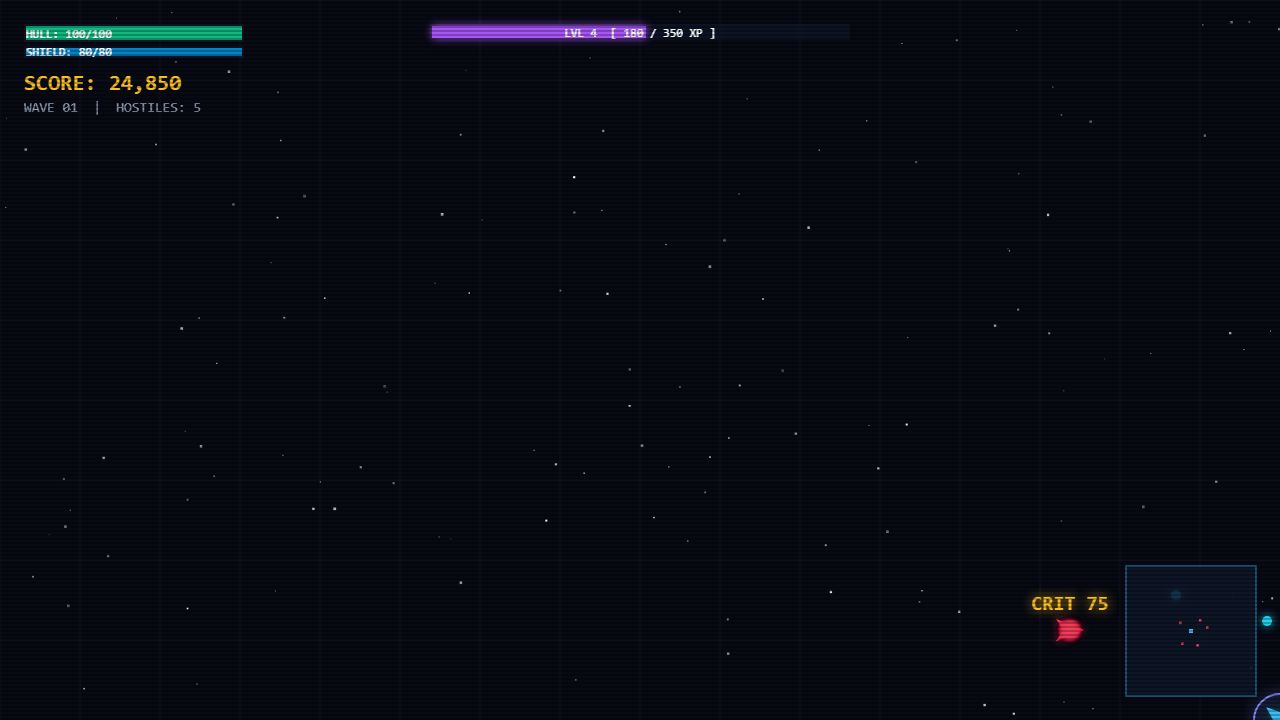 HULL: 100/100
LVL 4 [ 180 / 350 XP ]
SHIELD: 80/80
SCORE: 24,850
WAVE 01 | HOSTILES: 5
CRIT 75